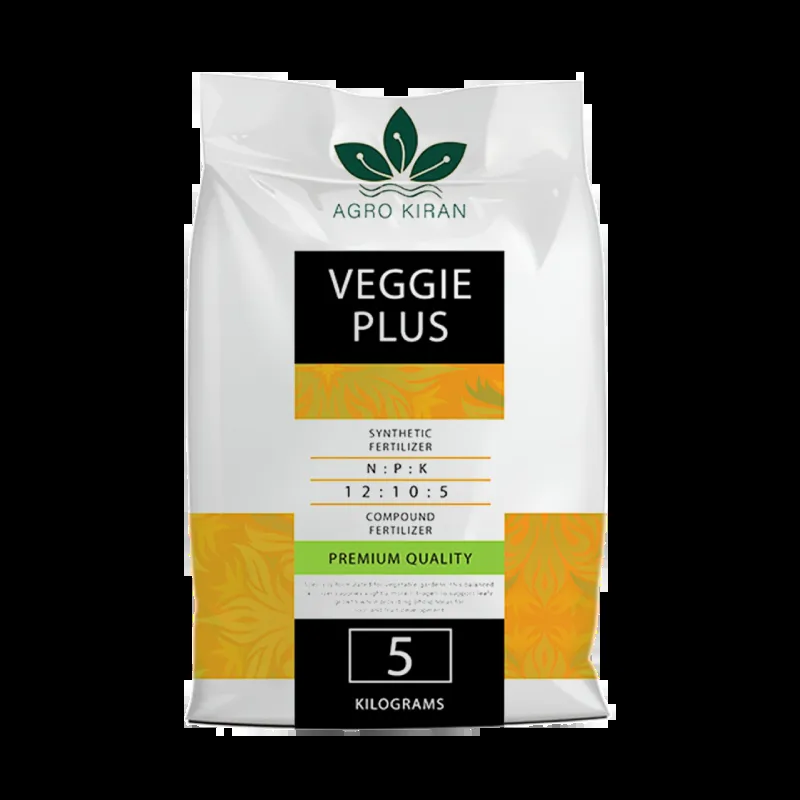 AGRO KIRAN
VEGGIE
PLUS
SYNTHETIC
FERTILIZER
N : P : K
12 : 10 : 5
COMPOUND
FERTILIZER
PREMIUM QUALITY
5
KILOGRAMS